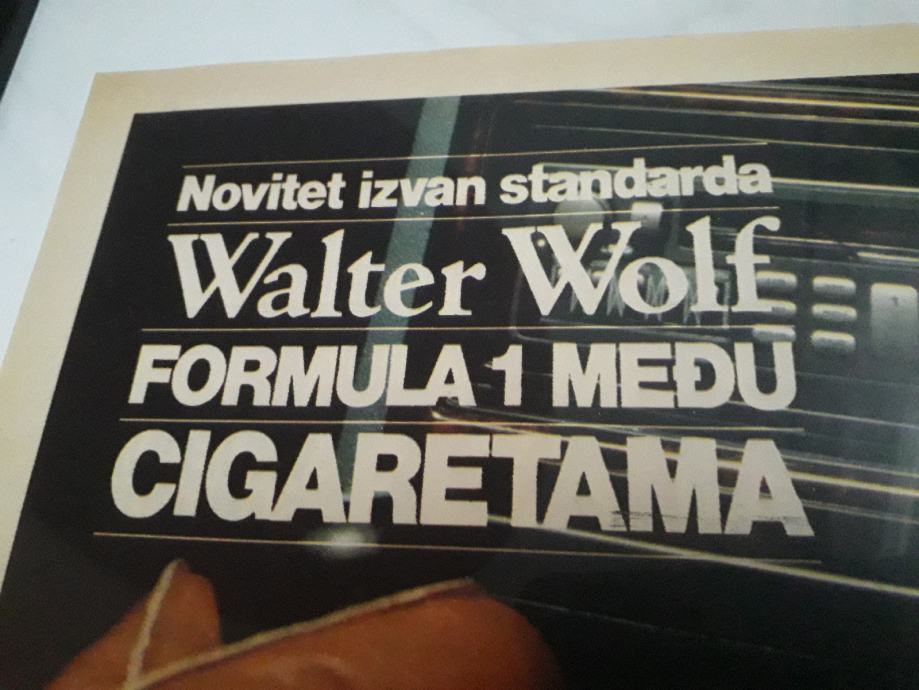 Novitet izvan standarda
Walter Wolf
FORMULA 1 MEĐU
CIGARETAMA